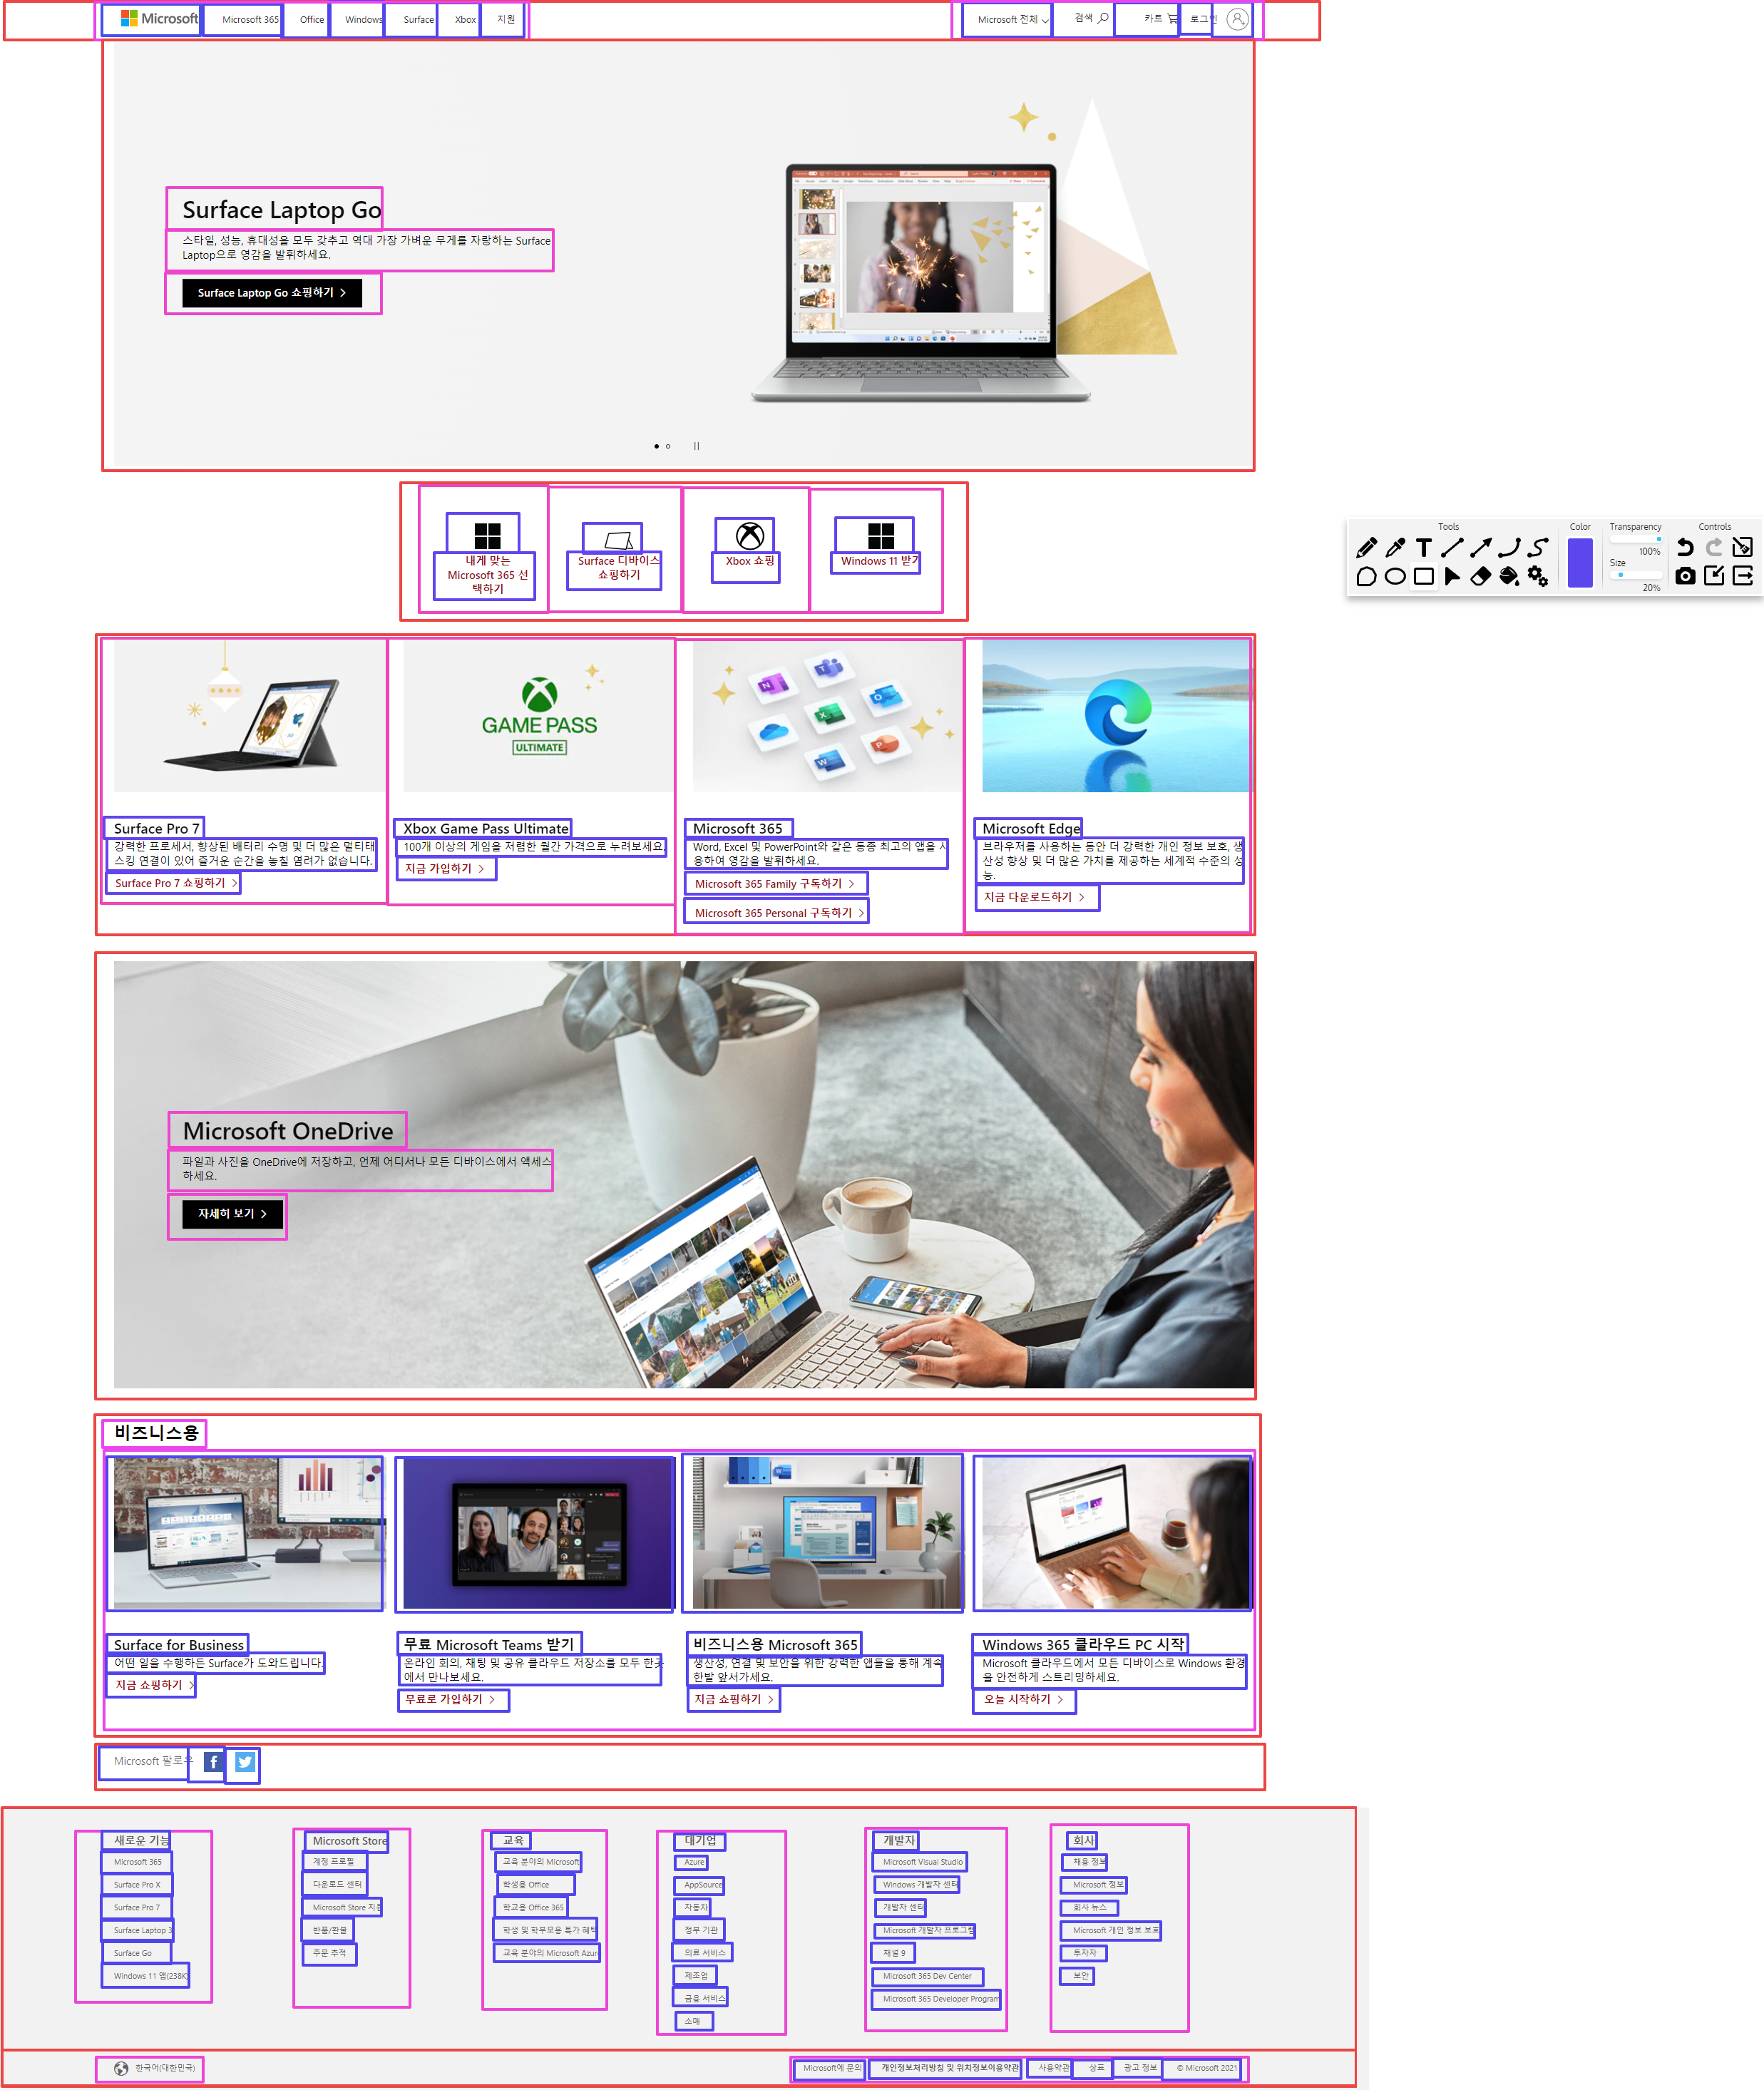 Microsoft
Microsoft 365
Office
Windows
Surface
Xbox
지원
Microsoft 전체
검색
카트
로그인
Surface Laptop Go
스타일, 성능, 휴대성을 모두 갖추고 역대 가장 가벼운 무게를 자랑하는 Surface
Laptop으로 영감을 발휘하세요.
Surface Laptop Go 쇼핑하기
내게 맞는
Microsoft 365 선
택하기
Surface 디바이스
쇼핑하기
Xbox 쇼핑
Windows 11 받기
Tools
Color
Transparency
100%
Size
20%
Controls
GAME PASS
ULTIMATE
Surface Pro 7
강력한 프로세서, 향상된 배터리 수명 및 더 많은 멀티태
스킹 연결이 있어 즐거운 순간을 놓칠 염려가 없습니다.
Surface Pro 7 쇼핑하기
Xbox Game Pass Ultimate
100개 이상의 게임을 저렴한 월간 가격으로 누려보세요.
지금 가입하기
Microsoft 365
Word, Excel 및 PowerPoint와 같은 동종 최고의 앱을 사
용하여 영감을 발휘하세요.
Microsoft 365 Family 구독하기
Microsoft 365 Personal 구독하기
Microsoft Edge
브라우저를 사용하는 동안 더 강력한 개인 정보 보호, 생
산성 향상 및 더 많은 가치를 제공하는 세계적 수준의 성
능.
지금 다운로드하기
Microsoft OneDrive
파일과 사진을 OneDrive에 저장하고, 언제 어디서나 모든 디바이스에서 액세스
하세요.
자세히 보기
비즈니스용
Surface for Business
어떤 일을 수행하든 Surface가 도와드립니다.
지금 쇼핑하기
무료 Microsoft Teams 받기
온라인 회의, 채팅 및 공유 클라우드 저장소를 모두 한곳
에서 만나보세요.
무료로 가입하기
비즈니스용 Microsoft 365
생산성, 연결 및 보안을 위한 강력한 앱들을 통해 계속
한발 앞서가세요.
지금 쇼핑하기
Windows 365 클라우드 PC 시작
Microsoft 클라우드에서 모든 디바이스로 Windows 환경
을 안전하게 스트리밍하세요.
오늘 시작하기
Microsoft 팔로우
새로운 기능
Microsoft 365
Surface Pro X
Surface Pro 7
Surface Laptop 3
Surface Go
Windows 11 앱(238K)
Microsoft Store
계정 프로필
다운로드 센터
Microsoft Store 지원
반품/환불
주문 추적
교육
교육 분야의 Microsoft
학생용 Office
학교용 Office 365
학생 및 학부모용 특가 혜택
교육 분야의 Microsoft Azure
대기업
Azure
AppSource
자동차
정부 기관
의료 서비스
제조업
금융 서비스
소매
개발자
Microsoft Visual Studio
Windows 개발자 센터
개발자 센터
Microsoft 개발자 프로그램
채널 9
Microsoft 365 Dev Center
Microsoft 365 Developer Program
회사
채용 정보
Microsoft 정보
회사 뉴스
Microsoft 개인 정보 보호
투자자
보안
한국어(대한민국)
Microsoft에 문의
개인정보처리방침 및 위치정보이용약관
사용약관
상표
광고 정보
© Microsoft 2021